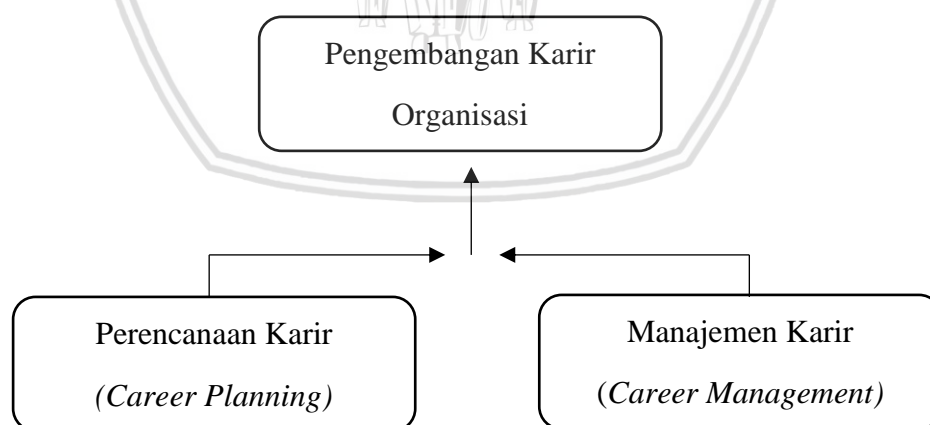 Pengembangan Karir
Organisasi
Perencanaan Karir
(Career Planning)
Manajemen Karir
(Career Management)